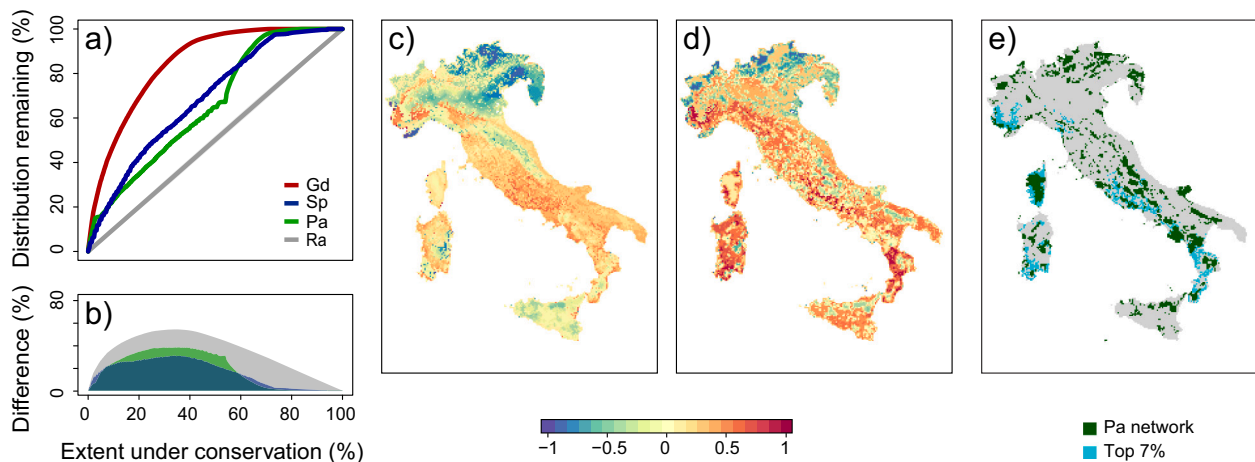 a)
Distribution remaining (%)
100
80
60
40
20
0
Gd
Sp
Pa
Ra
b)
Difference (%)
80
0
0 20 40 60 80 100
Extent under conservation (%)
c)
d)
e)
−1 −0.5 0 0.5 1
Pa network
Top 7%